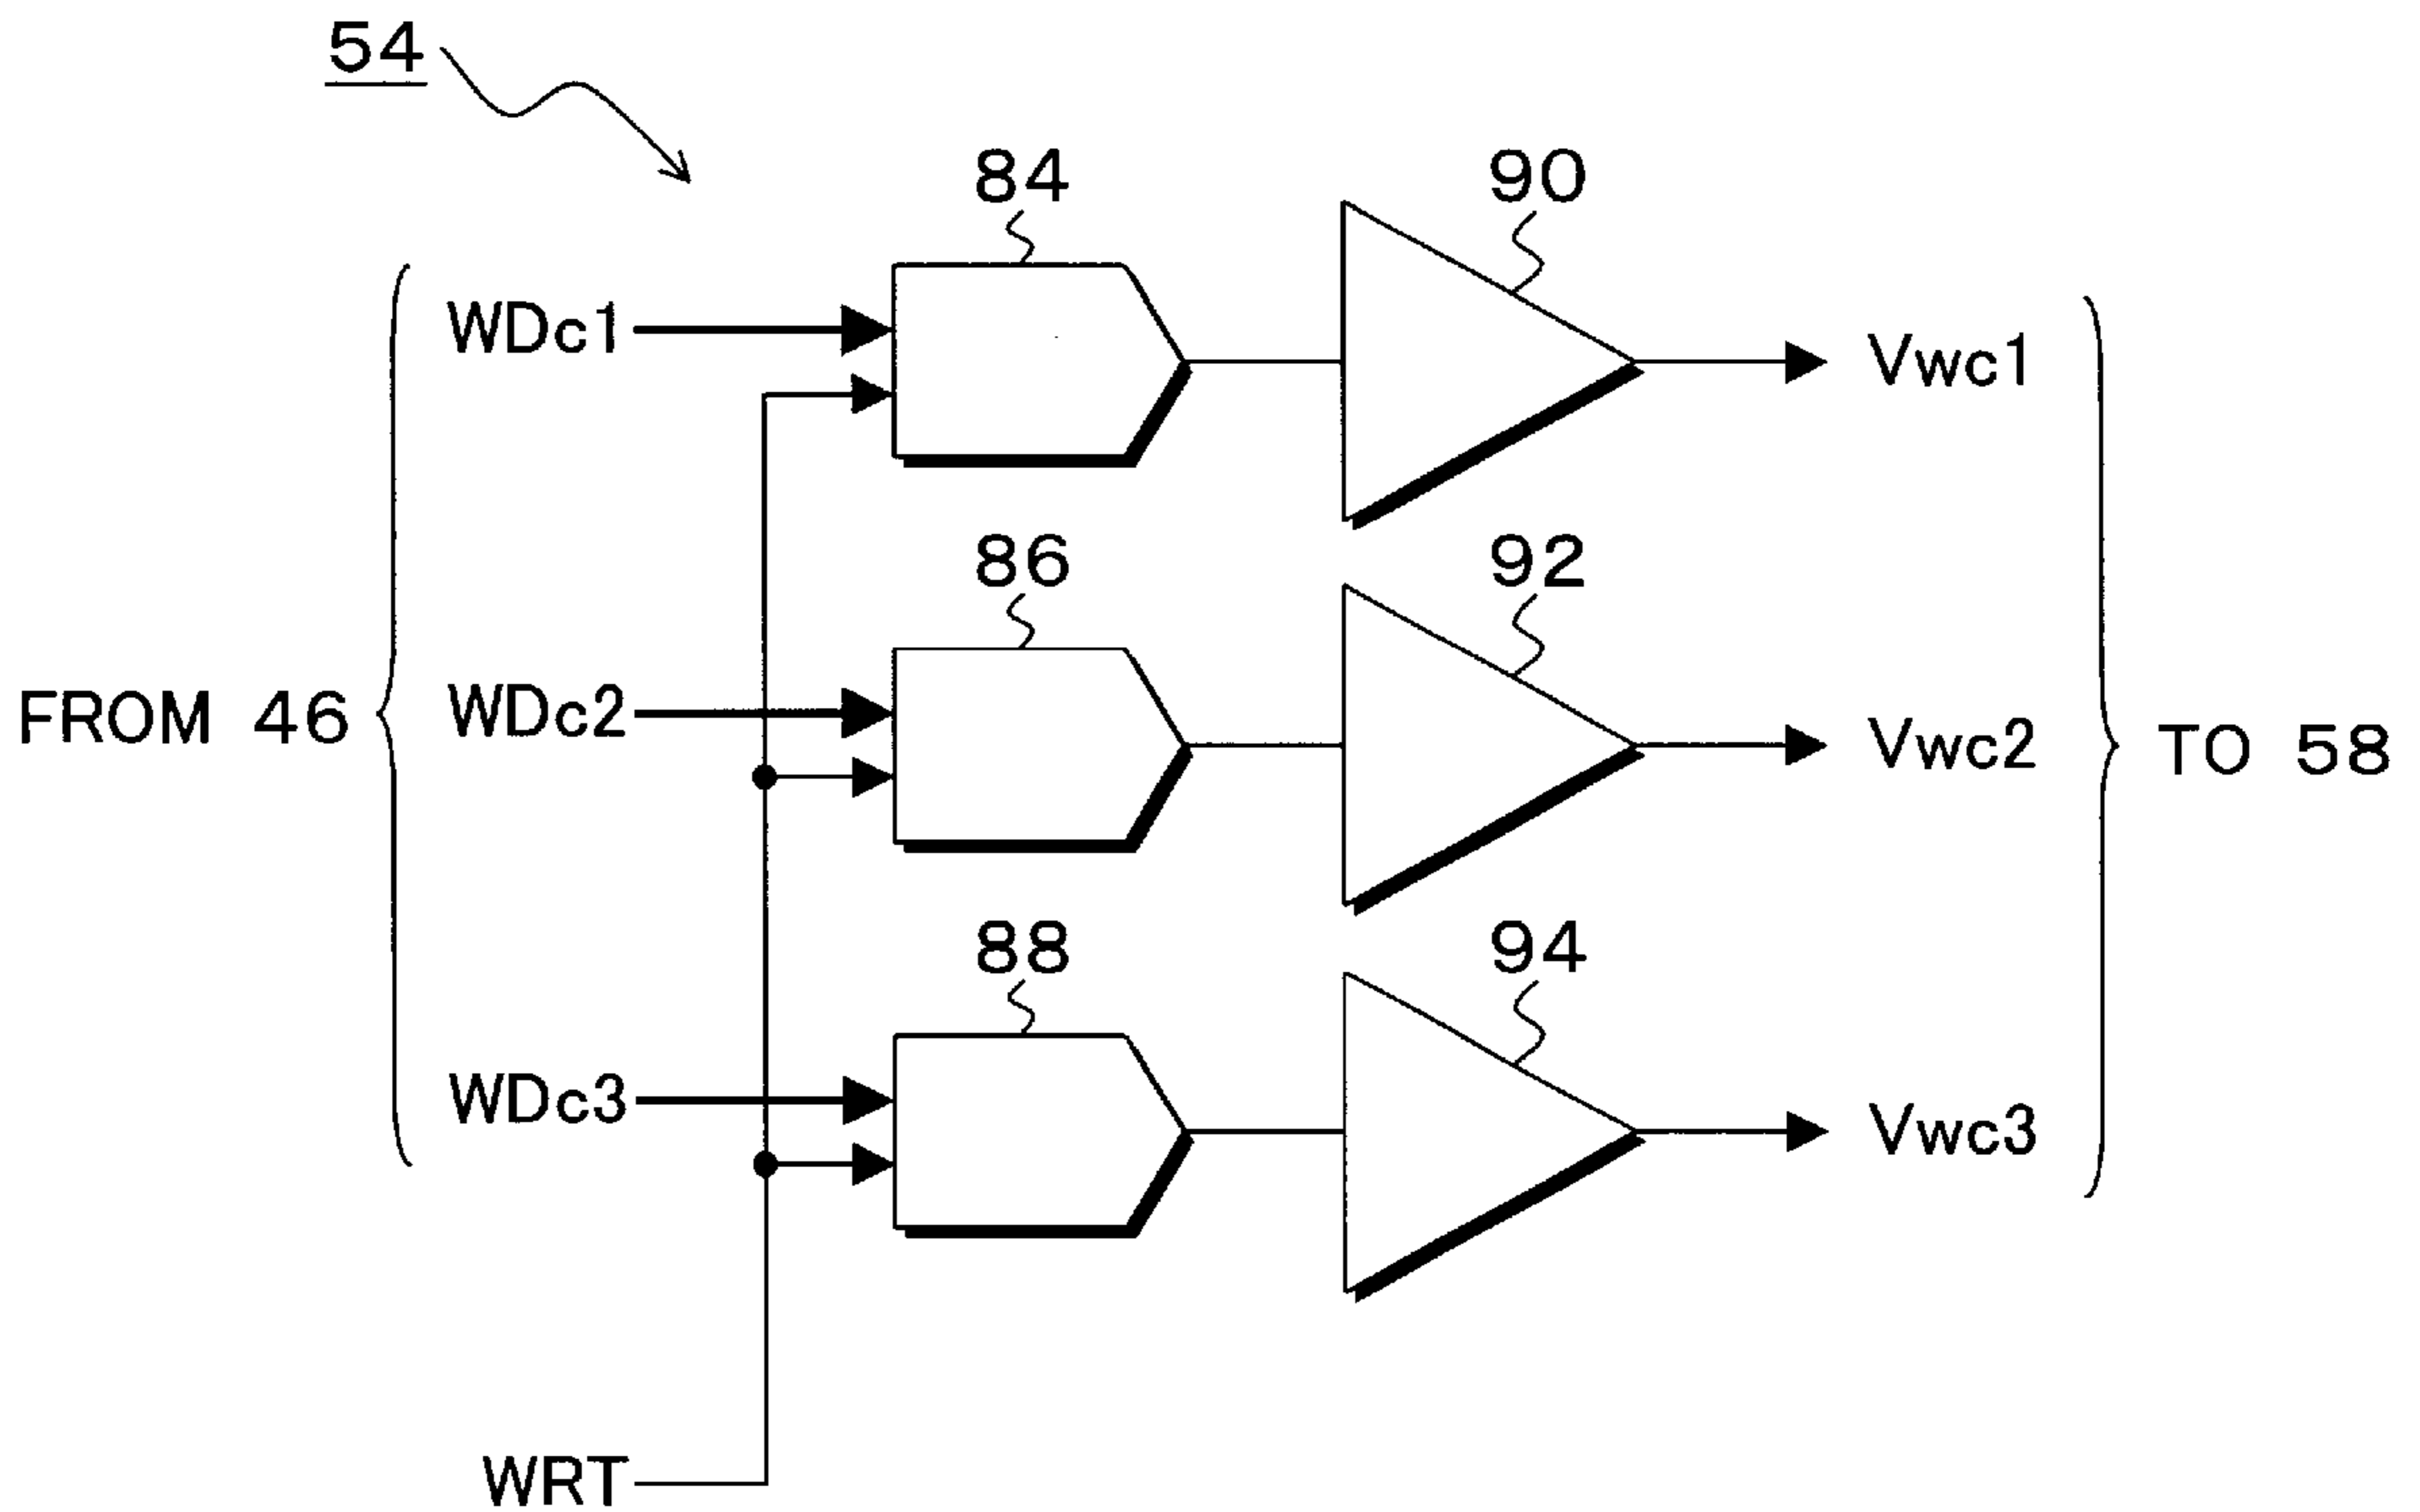 54
84
90
WDc1
Vwc1
86
92
FROM 46
WDc2
Vwc2
TO 58
88
94
WDc3
Vwc3
WRT